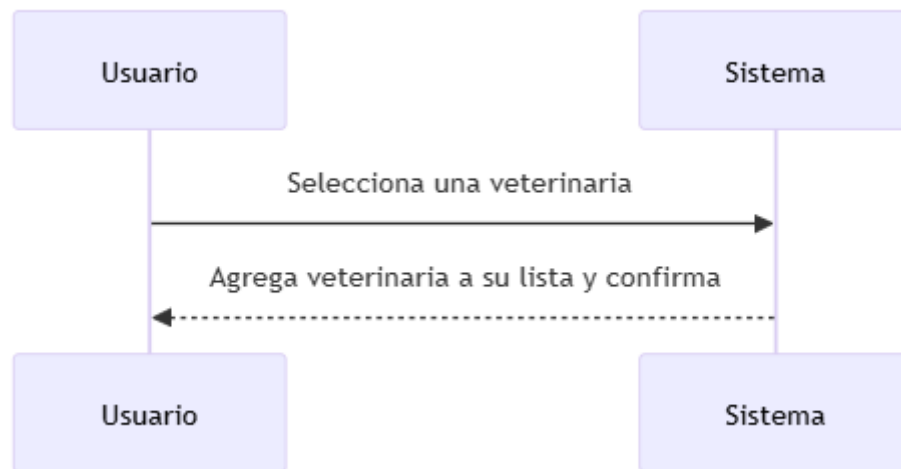 Usuario
Sistema
Selecciona una veterinaria
Agrega veterinaria a su lista y confirma
Usuario
Sistema